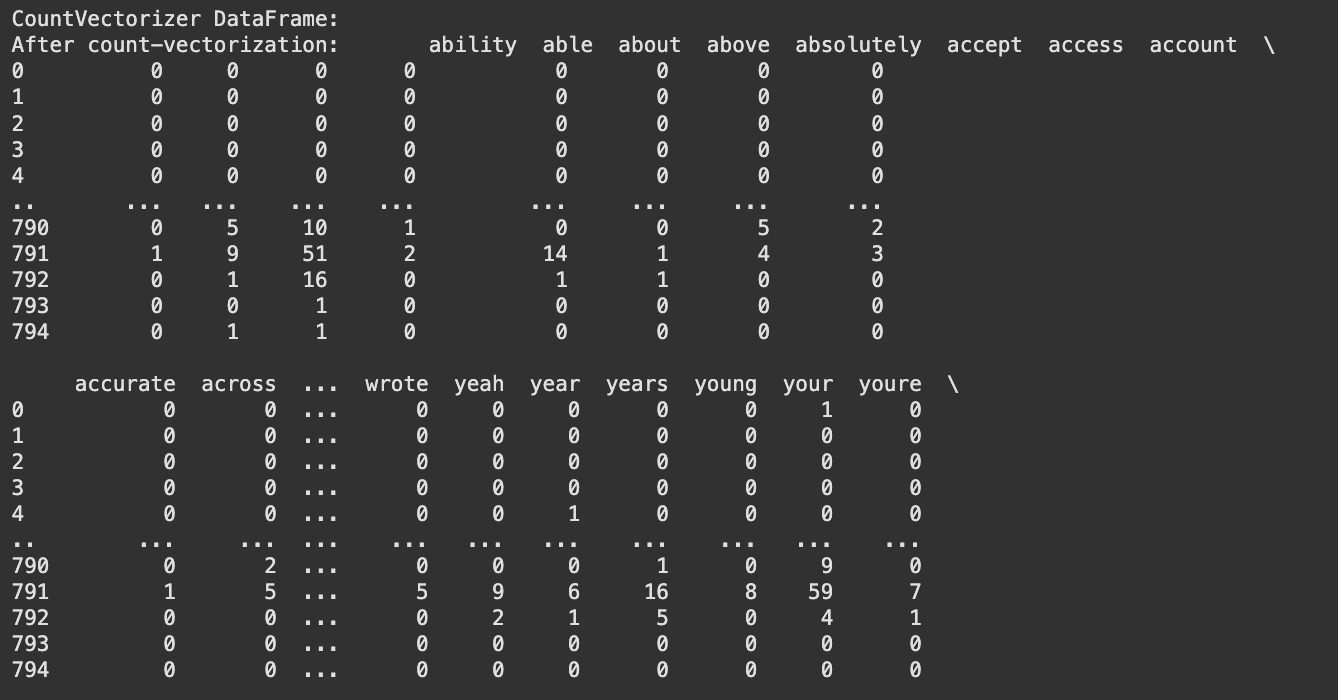 CountVectorizer DataFrame:
After count-vectorization:       ability  able  about  above  absolutely  accept  access  account  \
0          0     0      0      0           0       0       0        0
1          0     0      0      0           0       0       0        0
2          0     0      0      0           0       0       0        0
3          0     0      0      0           0       0       0        0
4          0     0      0      0           0       0       0        0
..       ...   ...    ...    ...         ...     ...     ...      ...
790        0     5     10      1           0       0       5        2
791        1     9     51      2          14       1       4        3
792        0     1     16      0           1       1       0        0
793        0     0      1      0           0       0       0        0
794        0     1      1      0           0       0       0        0
     accurate  across  ...  wrote  yeah  year  years  young  your  youre  \
0           0       0  ...      0     0     0      0      0     1      0
1           0       0  ...      0     0     0      0      0     0      0
2           0       0  ...      0     0     0      0      0     0      0
3           0       0  ...      0     0     0      0      0     0      0
4           0       0  ...      0     0     1      0      0     0      0
..        ...     ...  ...    ...   ...   ...    ...    ...   ...    ...
790         0       2  ...      0     0     0      1      0     9      0
791         1       5  ...      5     9     6     16      8    59      7
792         0       0  ...      0     2     1      5      0     4      1
793         0       0  ...      0     0     0      0      0     0      0
794         0       0  ...      0     0     0      0      0     0      0